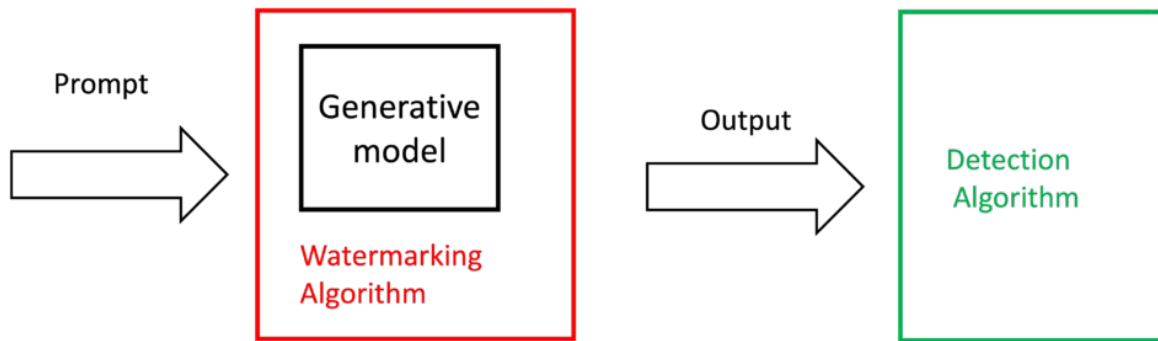 Prompt
Generative
model
Watermarking
Algorithm
Output
Detection
Algorithm